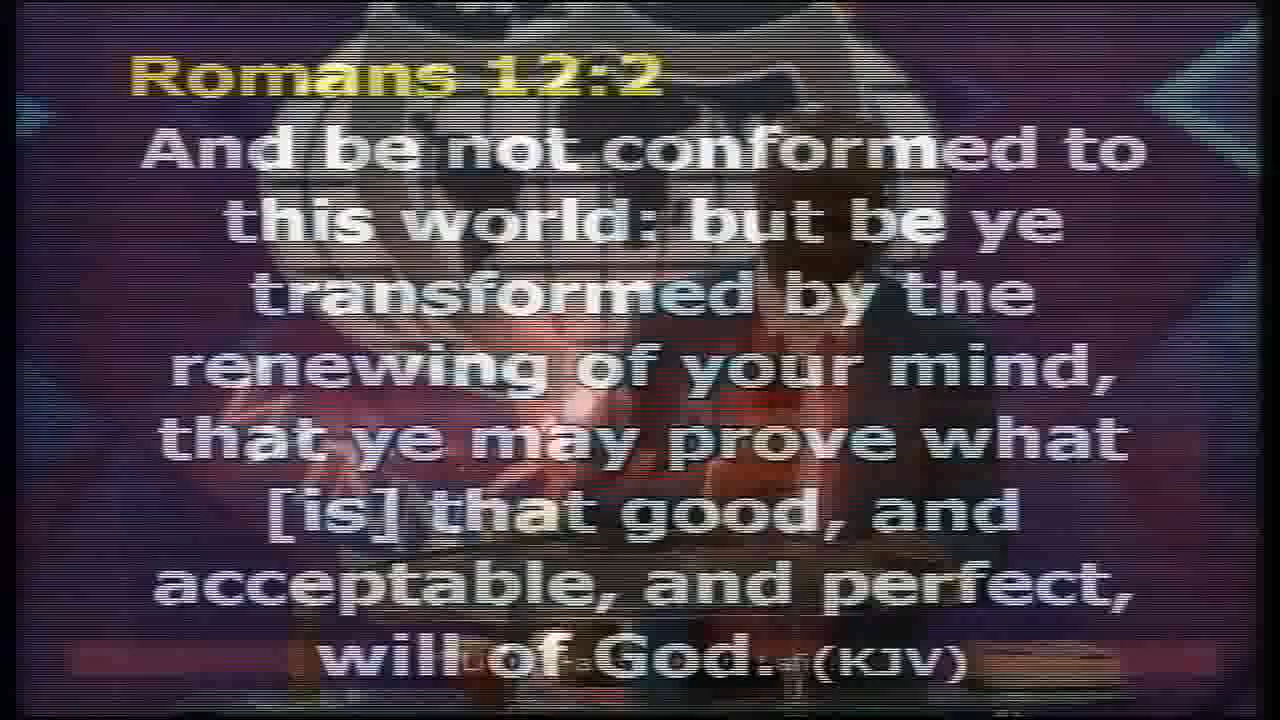 Romans 12:2
And be not conformed to
this world: but be ye
transformed by the
renewing of your mind,
that ye may prove what
[is] that good, and
acceptable, and perfect,
will of God. (KJV)